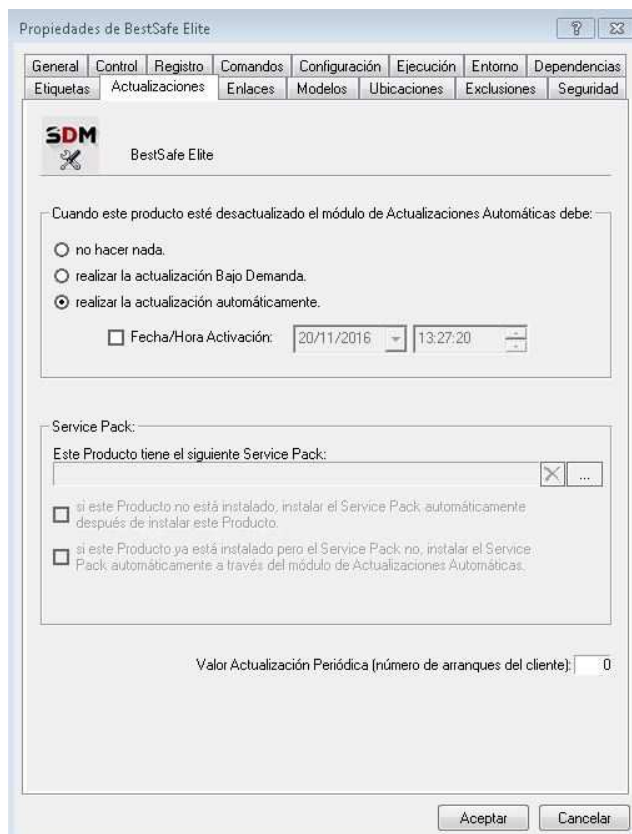 Propiedades de BestSafe Elite
General Control Registro Comandos Configuración Ejecución Entorno Dependencias
Etiquetas Actualizaciones Enlaces Modelos Ubicaciones Exclusiones Seguridad
SDM
BestSafe Elite
Cuando este producto esté desactualizado el módulo de Actualizaciones Automáticas debe:
no hacer nada.
realizar la actualización Bajo Demanda.
realizar la actualización automáticamente.
Fecha/Hora Activación: 20/11/2016 13:27:20
Service Pack:
Este Producto tiene el siguiente Service Pack:
...
si este Producto no está instalado, instalar el Service Pack automáticamente
después de instalar este Producto.
si este Producto ya está instalado pero el Service Pack no, instalar el Service
Pack automáticamente a través del módulo de Actualizaciones Automáticas.
Valor Actualización Periódica (número de arranques del cliente): 0
Aceptar Cancelar